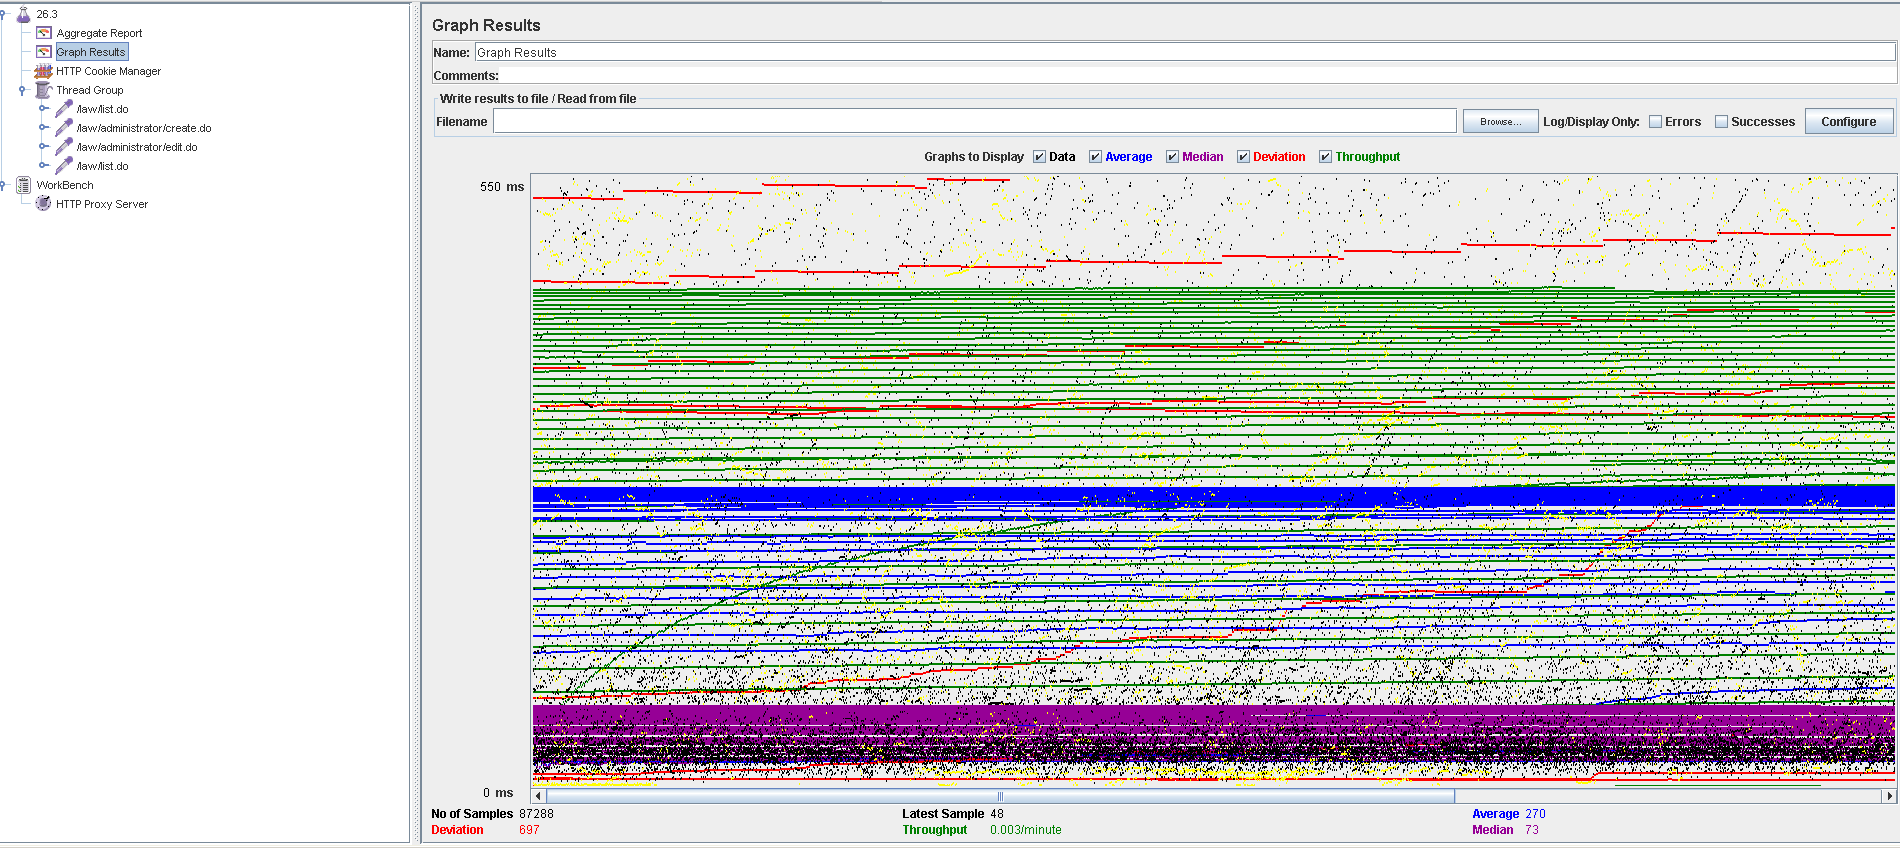 26.3
Aggregate Report
Graph Results
HTTP Cookie Manager
Thread Group
/law/list.do
/law/administrator/create.do
/law/administrator/edit.do
/law/list.do
WorkBench
HTTP Proxy Server
Graph Results
Name: Graph Results
Comments:
Write results to file / Read from file
Filename Browse... Log/Display Only: Errors Successes Configure
Graphs to Display Data Average Median Deviation Throughput
550 ms
0 ms
No of Samples 87288 Latest Sample 48 Average 270
Deviation 697 Throughput 0.003/minute Median 73